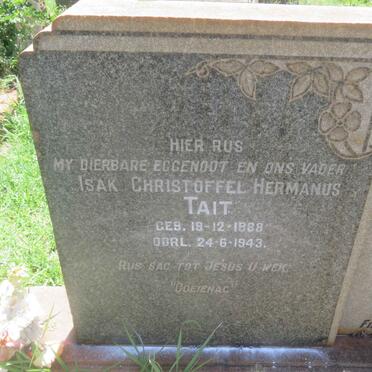 HIER RUS
MY DIERBARE EGGENOOT EN ONS VADER
ISAK CHRISTOFFEL HERMANUS
TAIT
GEB. 19-12-1888
OORL. 24-6-1943.
RUS SAG TOT JESUS U WEK.
"GOEIENAG"